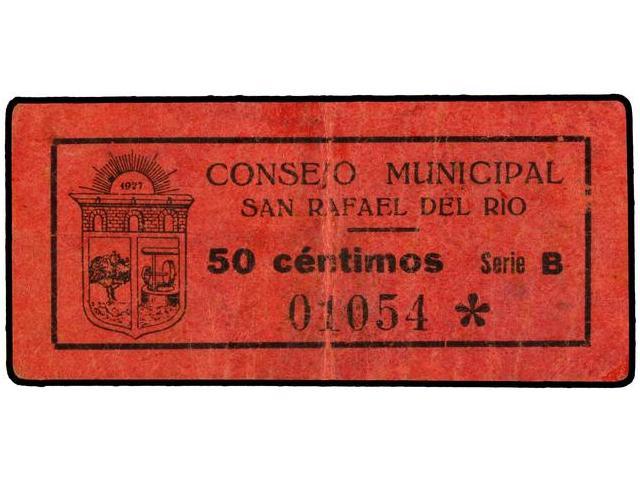 1927
CONSEJO MUNICIPAL
SAN RAFAEL DEL RIO
50 céntimos Serie B
01054 *